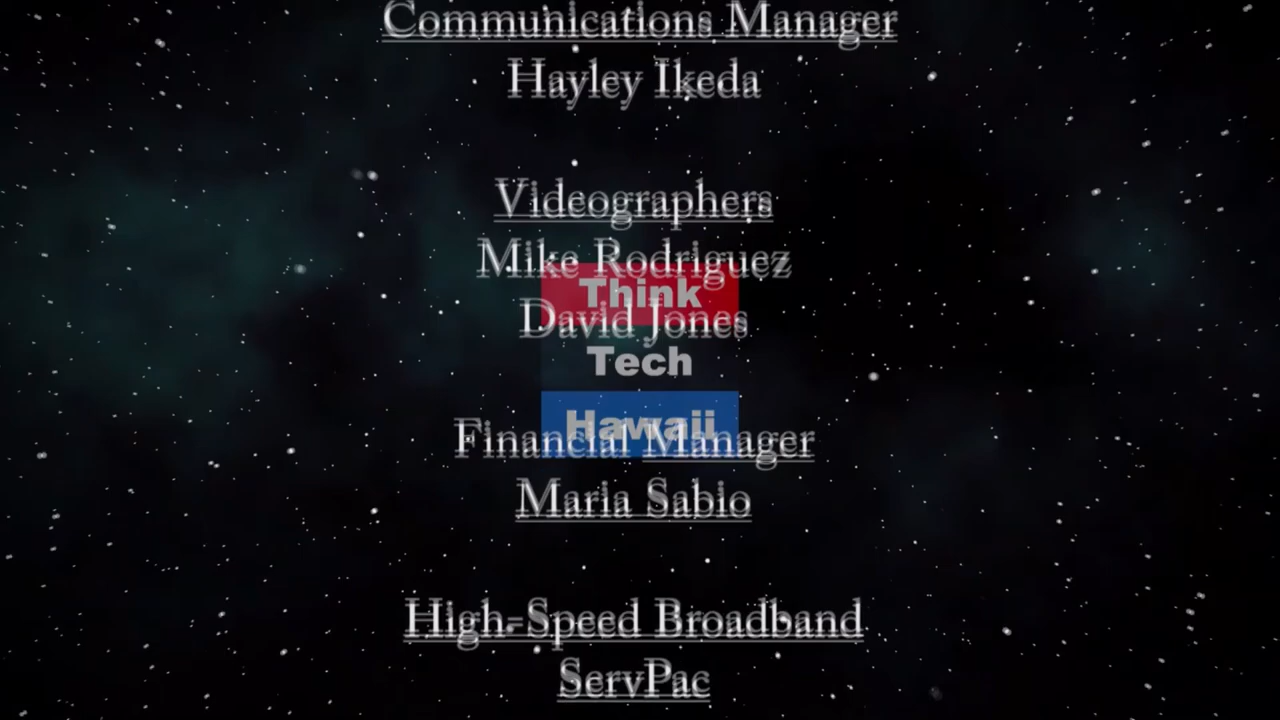 Communications Manager
Hayley Ikeda
Videographers
Mike Rodriguez
Think
David Jones
Tech
Hawaii
Financial Manager
Maria Sabio
High-Speed Broadband
ServPac